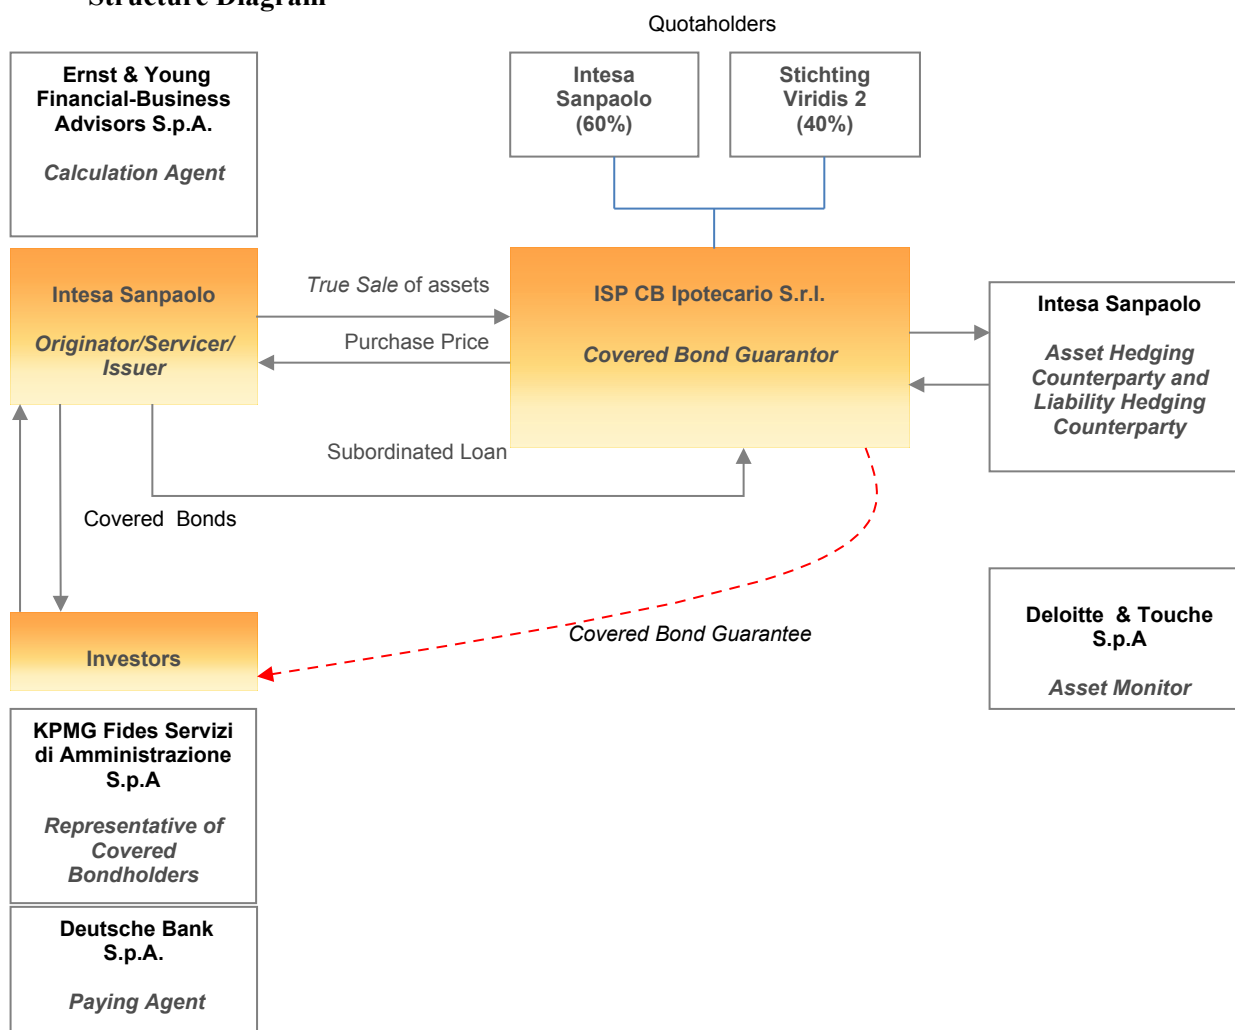 Structure Diagram
Quotaholders
Ernst & Young
Financial-Business
Advisors S.p.A.
Calculation Agent
Intesa
Sanpaolo
(60%)
Stichting
Viridis 2
(40%)
Intesa Sanpaolo
Originator/Servicer/
Issuer
True Sale of assets
Purchase Price
ISP CB Ipotecario S.r.l.
Covered Bond Guarantor
Intesa Sanpaolo
Asset Hedging
Counterparty and
Liability Hedging
Counterparty
Subordinated Loan
Covered Bonds
Investors
Covered Bond Guarantee
Deloitte & Touche
S.p.A
Asset Monitor
KPMG Fides Servizi
di Amministrazione
S.p.A
Representative of
Covered
Bondholders
Deutsche Bank
S.p.A.
Paying Agent